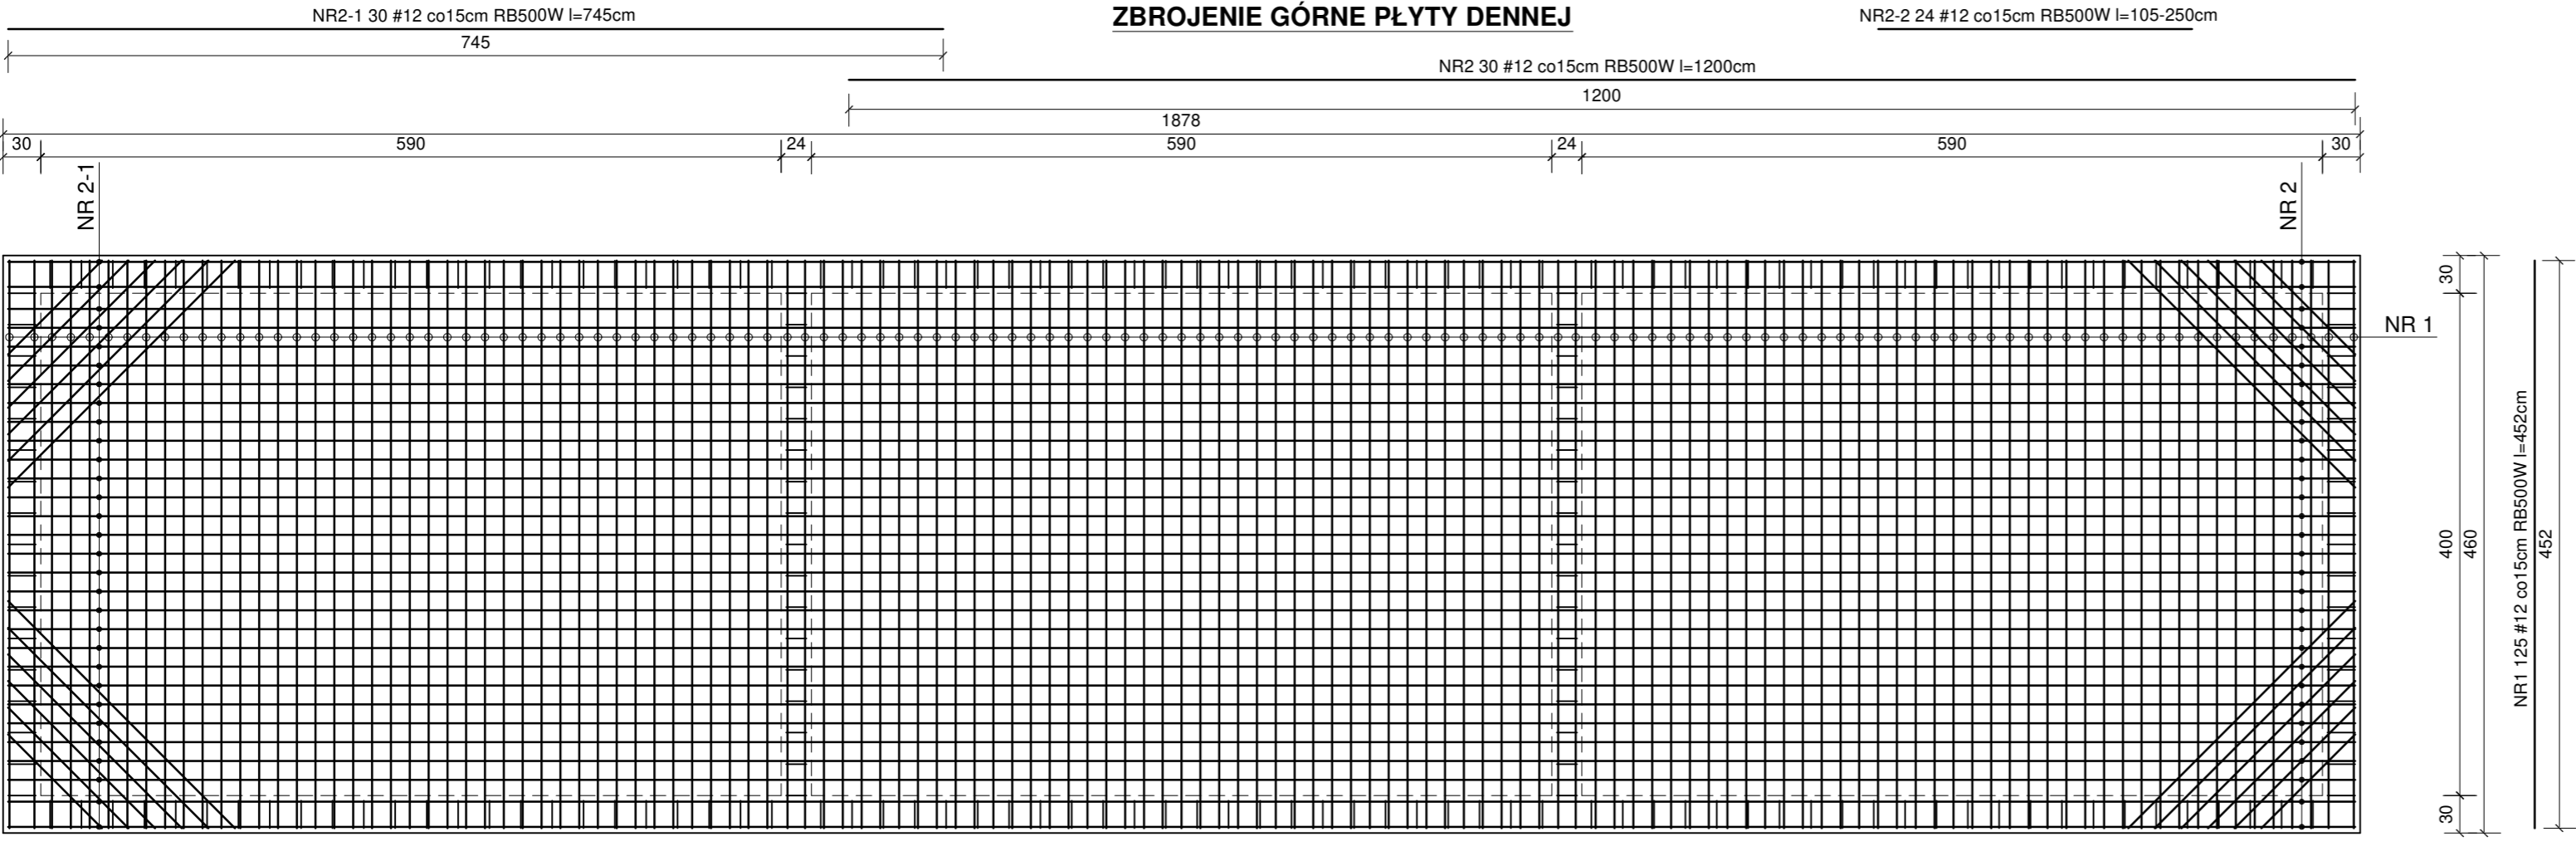 NR2-1 30 #12 co15cm RB500W l=745cm
ZBROJENIE GÓRNE PŁYTY DENNEJ
NR2-2 24 #12 co15cm RB500W l=105-250cm
745
NR2 30 #12 co15cm RB500W l=1200cm
1200
1878
30 590 24 590 24 590 30
NR 2-1
NR 2
NR 1
30
400
30
460
NR1 125 #12 co15cm RB500W l=452cm
452